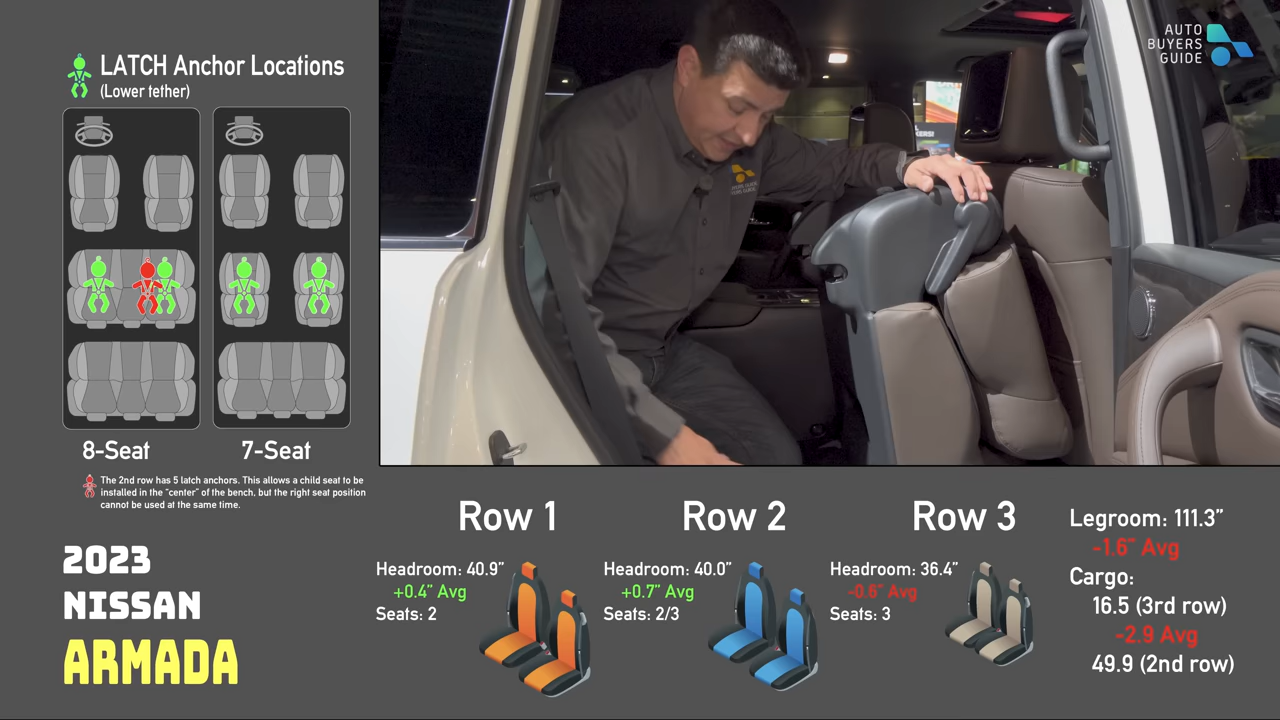 LATCH Anchor Locations
(Lower tether)
8-Seat
7-Seat
The 2nd row has 5 latch anchors. This allows a child seat to be
installed in the "center" of the bench, but the right seat position
cannot be used at the same time.
2023
NISSAN
ARMADA
AUTO
BUYERS
GUIDE
Row 1
Headroom: 40.9"
+0.4" Avg
Seats: 2
Row 2
Headroom: 40.0"
+0.7" Avg
Seats: 2/3
Row 3
Headroom: 36.4"
-0.6" Avg
Seats: 3
Legroom: 111.3"
-1.6" Avg
Cargo:
16.5 (3rd row)
-2.9 Avg
49.9 (2nd row)